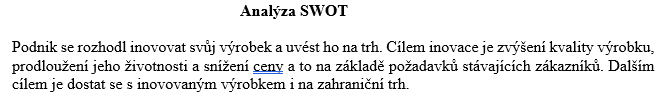 Analýza SWOT
Podnik se rozhodl inovovat svůj výrobek a uvést ho na trh. Cílem inovace je zvýšení kvality výrobku,
prodloužení jeho životnosti a snížení ceny a to na základě požadavků stávajících zákazníků. Dalším
cílem je dostat se s inovovaným výrobkem i na zahraniční trh.